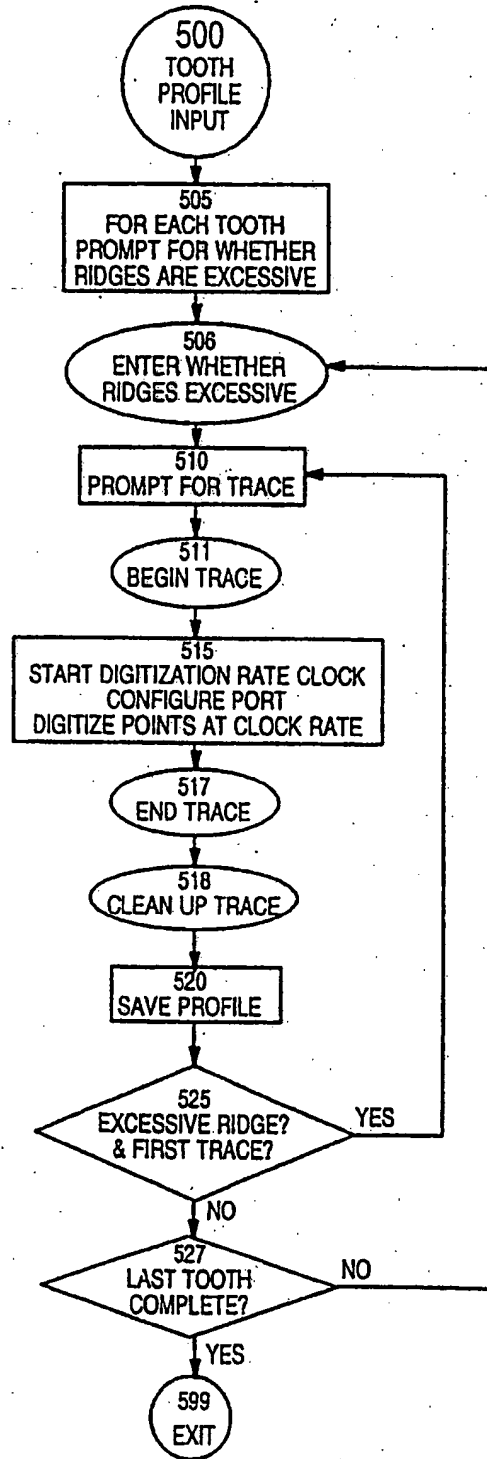 500
TOOTH
PROFILE
INPUT
505
FOR EACH TOOTH
PROMPT FOR WHETHER
RIDGES ARE EXCESSIVE
506
ENTER WHETHER
RIDGES EXCESSIVE
510
PROMPT FOR TRACE
511
BEGIN TRACE
515
START DIGITIZATION RATE CLOCK
CONFIGURE PORT
DIGITIZE POINTS AT CLOCK RATE
517
END TRACE
518
CLEAN UP TRACE
520
SAVE PROFILE
525
EXCESSIVE RIDGE?
& FIRST TRACE?
YES
NO
527
LAST TOOTH
COMPLETE?
NO
YES
599
EXIT